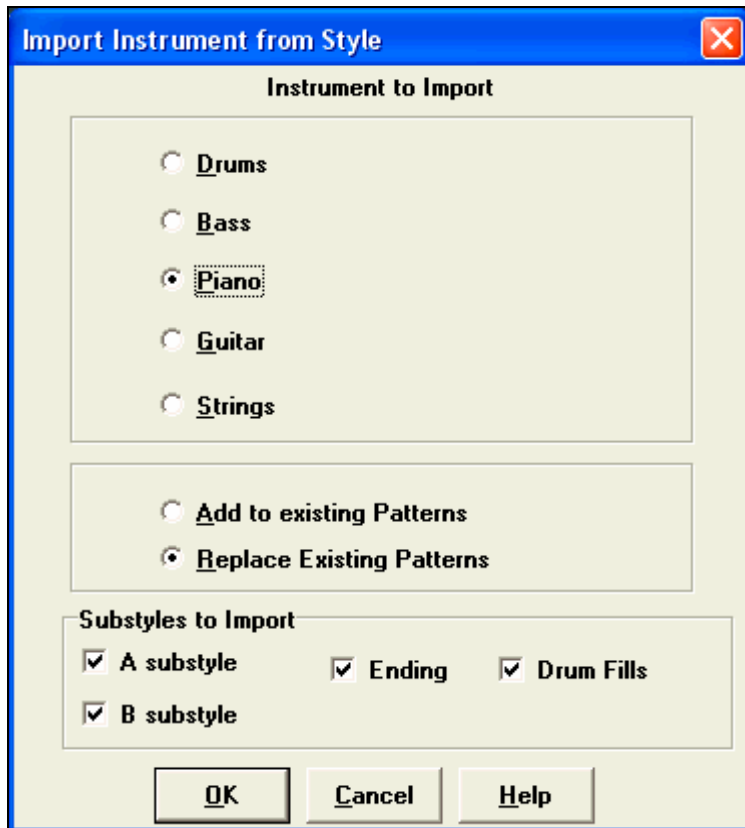 Import Instrument from Style
Instrument to Import
Drums
Bass
Piano
Guitar
Strings
Add to existing Patterns
Replace Existing Patterns
Substyles to Import
A substyle
Ending
Drum Fills
B substyle
OK
Cancel
Help